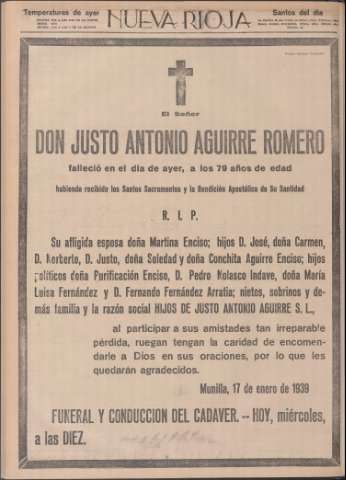 Temperaturas de ayer
NUEVA RIOJA
Santos del día
El Señor
DON JUSTO ANTONIO AGUIRRE ROMERO
falleció en el día de ayer, a los 79 años de edad
habiendo recibido los Santos Sacramentos y la Bendición Apostólica de Su Santidad
R. I. P.
Su afligida esposa doña Martina Enciso; hijos D. José, doña Carmen,
D. Norberto, D. Justo, doña Soledad y doña Conchita Aguirre Enciso; hijos
políticos doña Purificación Enciso, D. Pedro Nolasco Indave, doña María
Luisa Fernández y D. Fernando Fernández Arratia; nietos, sobrinos y de-
más familia y la razón social HIJOS DE JUSTO ANTONIO AGUIRRE S. L.,
al participar a sus amistades tan irreparable
pérdida, ruegan tengan la caridad de encomen-
darle a Dios en sus oraciones, por lo que les
quedarán agradecidos.
Munilla, 17 de enero de 1939
FUNERAL Y CONDUCCION DEL CADAVER. -- HOY, miércoles,
a las DIEZ.